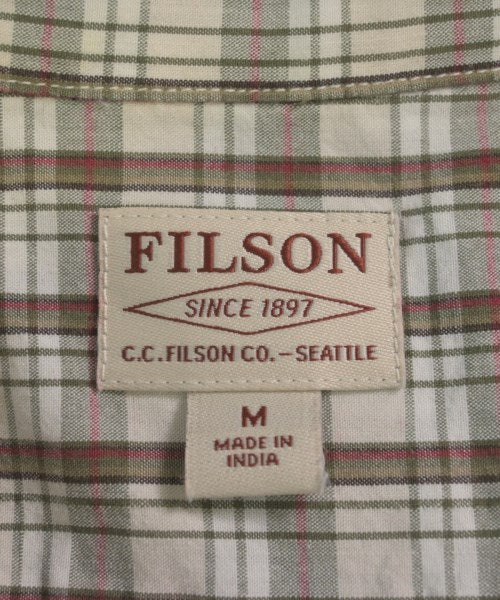 FILSON
SINCE 1897
C.C.FILSON CO.–SEATTLE
M
MADE IN
INDIA